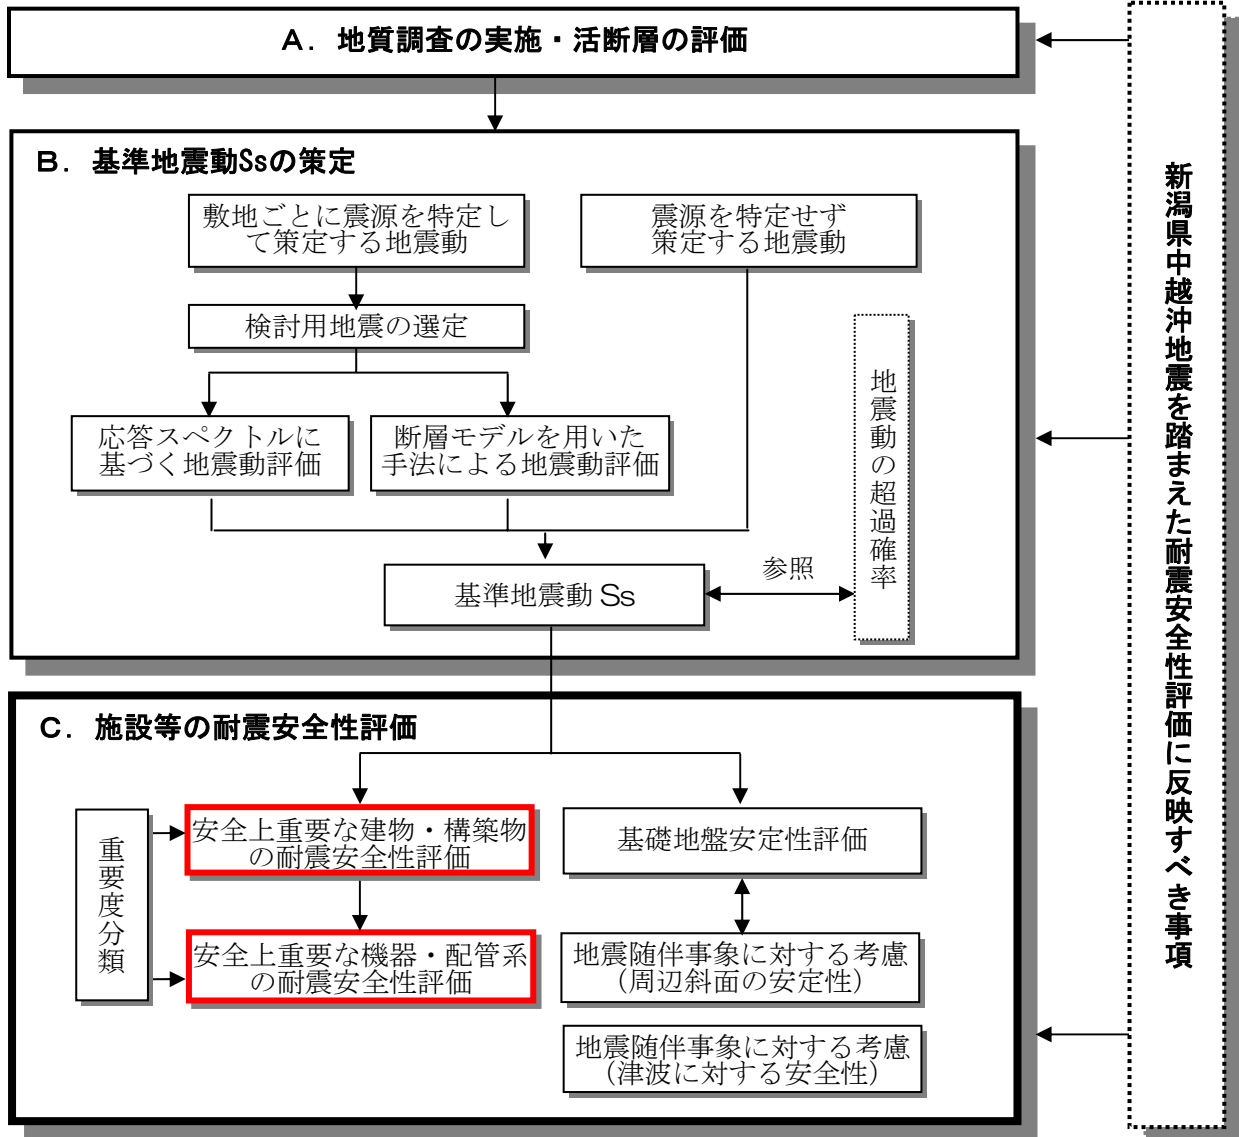 A．地質調査の実施・活断層の評価
B．基準地震動Ssの策定
敷地ごとに震源を特定し
て策定する地震動
震源を特定せず
策定する地震動
検討用地震の選定
応答スペクトルに
基づく地震動評価
断層モデルを用いた
手法による地震動評価
地震動の超過確率
参照
基準地震動 Ss
C．施設等の耐震安全性評価
重要度分類
安全上重要な建物・構築物
の耐震安全性評価
安全上重要な機器・配管系
の耐震安全性評価
基礎地盤安定性評価
地震随伴事象に対する考慮
（周辺斜面の安定性）
地震随伴事象に対する考慮
（津波に対する安全性）
新潟県中越沖地震を踏まえた耐震安全性評価に反映すべき事項